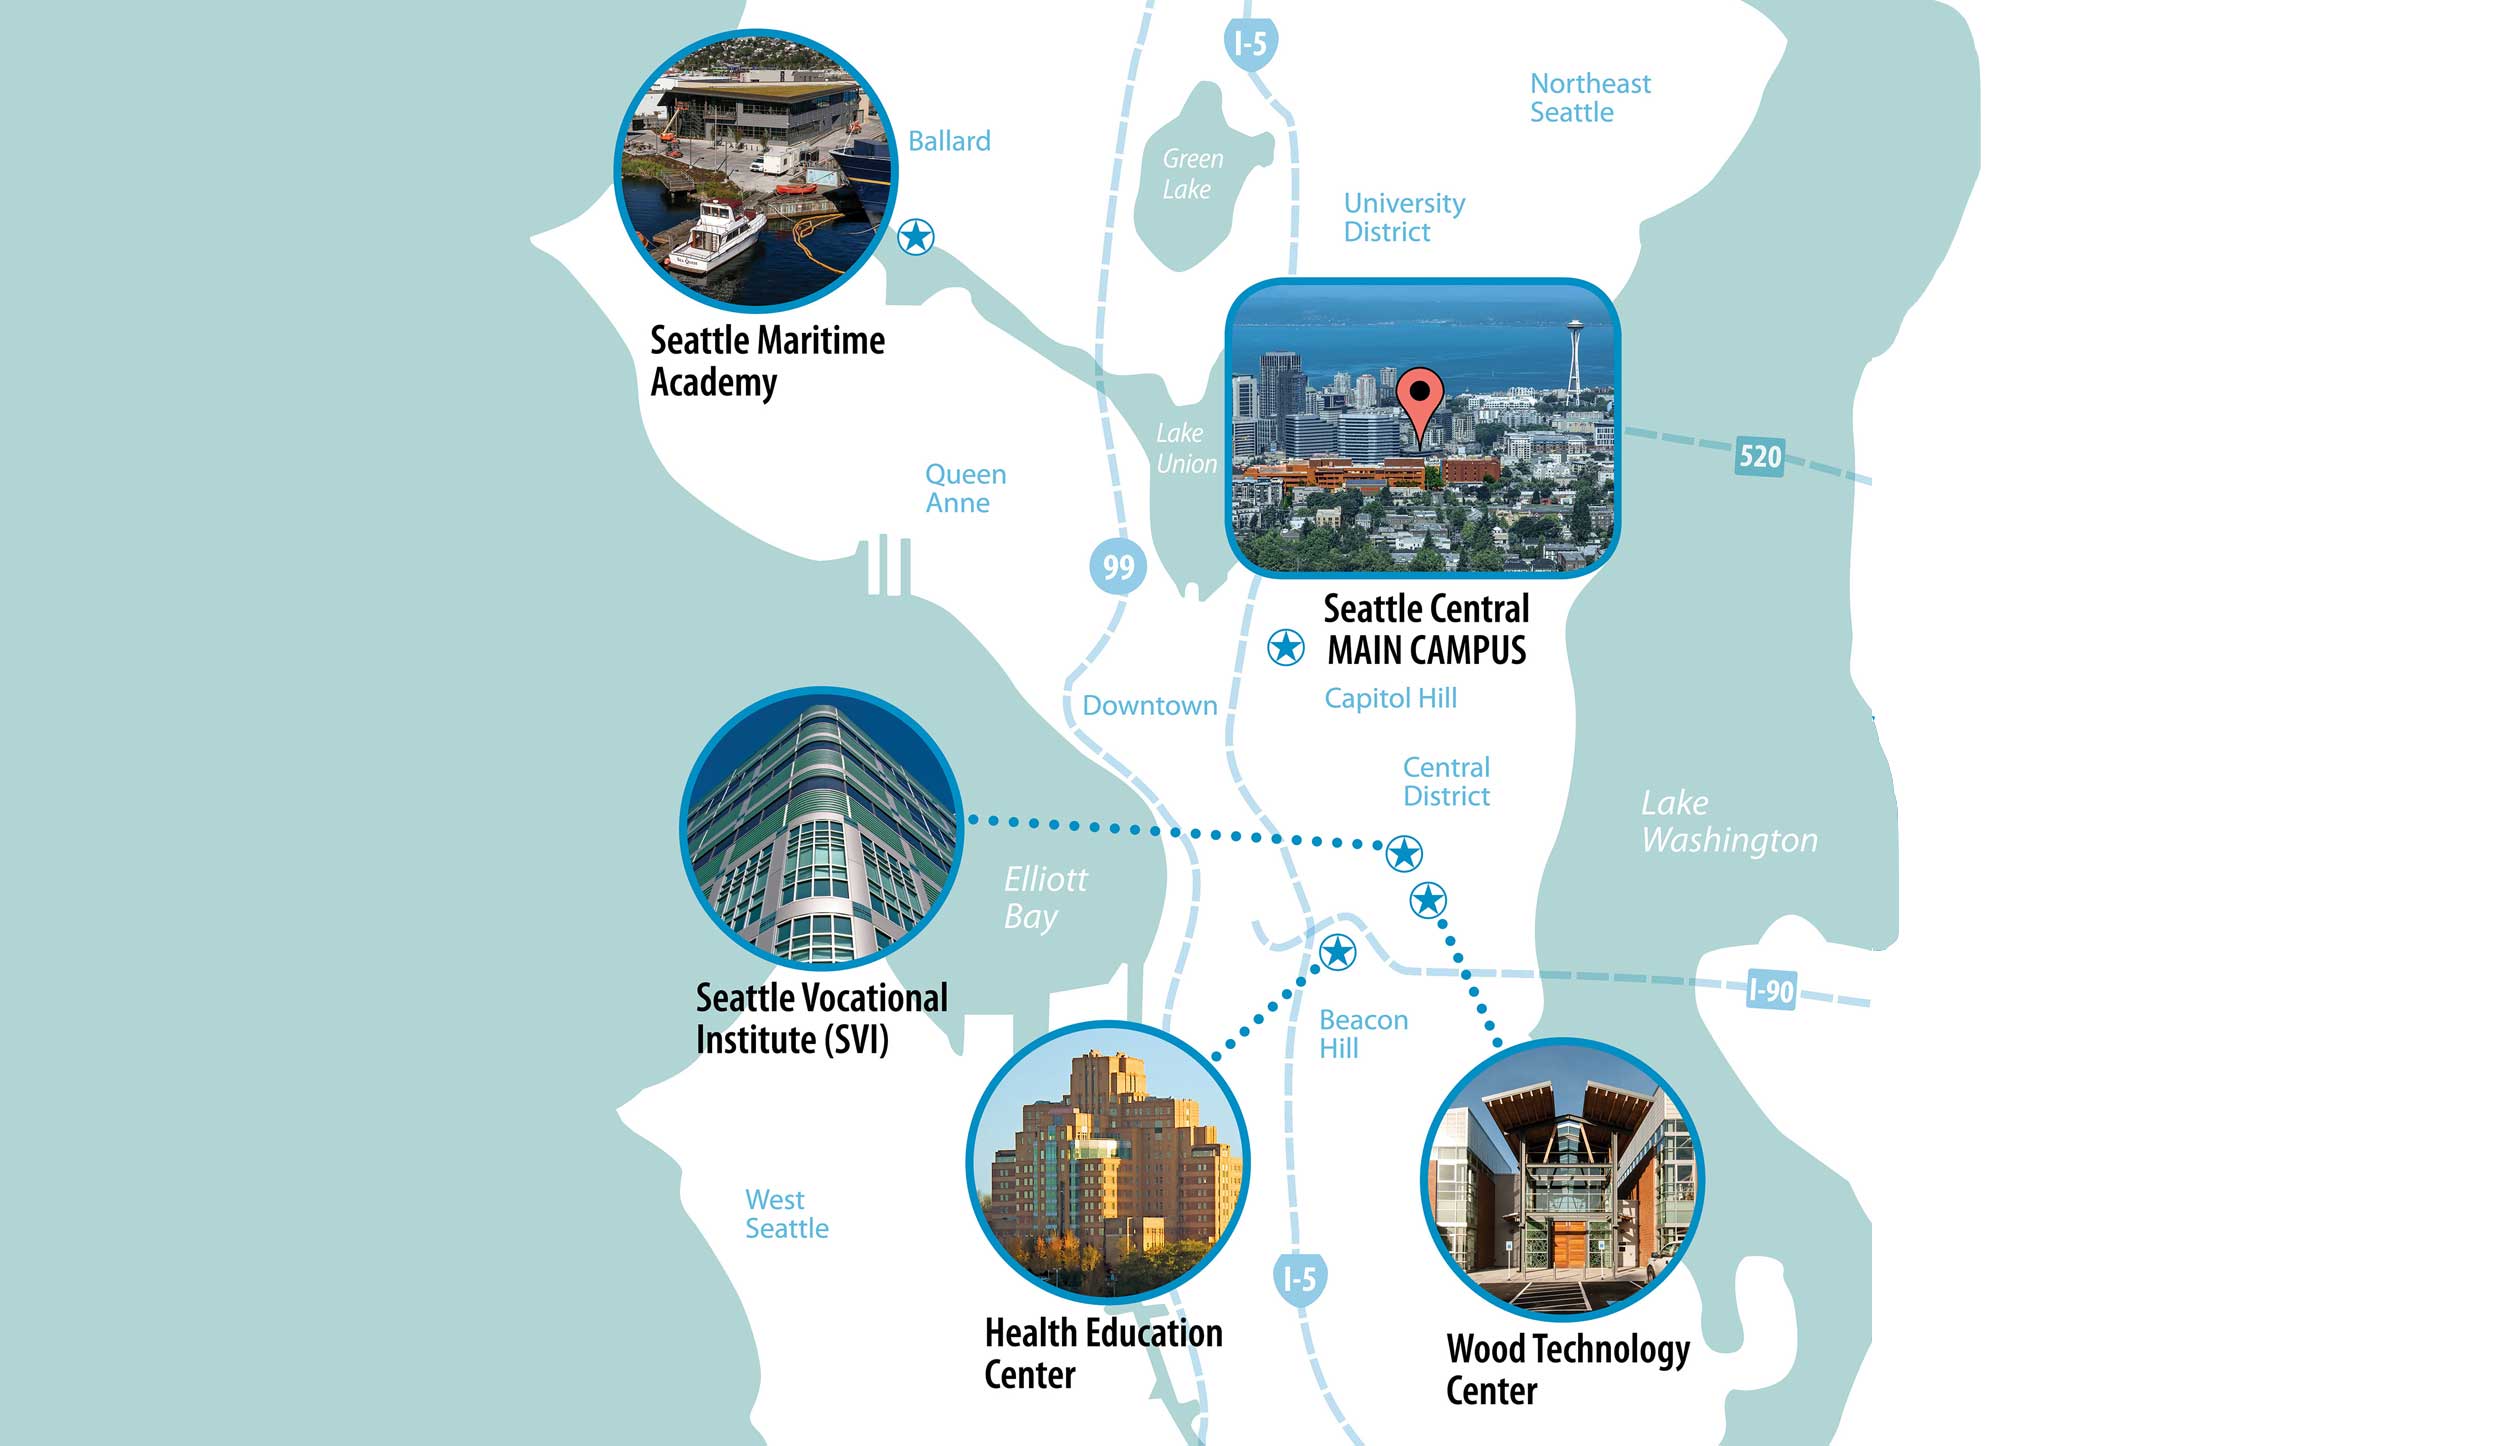 I-5
Northeast
Seattle
Ballard
Green
Lake
University
District
Sea Quest
Seattle Maritime
Academy
Lake
Union
520
Queen
Anne
99
Seattle Central
MAIN CAMPUS
Downtown
Capitol Hill
Central
District
Lake
Washington
Elliott
Bay
Seattle Vocational
Institute (SVI)
I-90
Beacon
Hill
West
Seattle
I-5
Health Education
Center
Wood Technology
Center